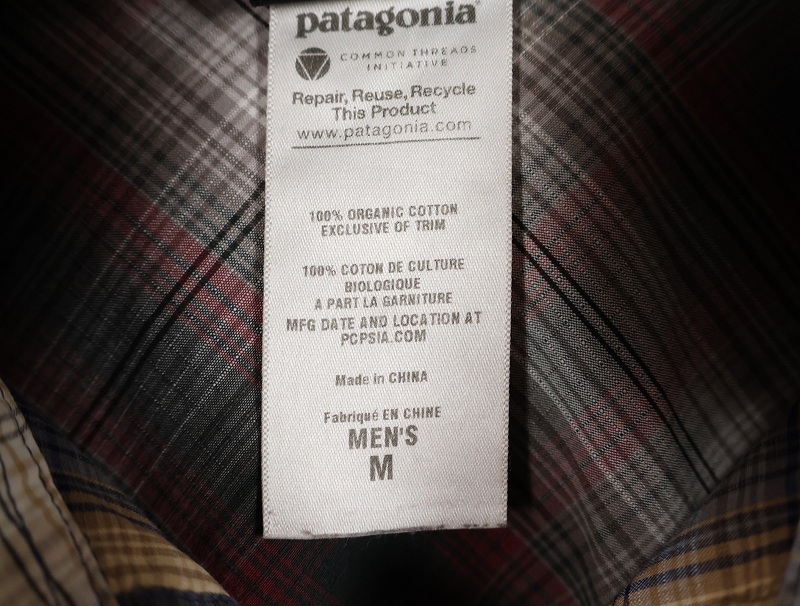 patagonia®
COMMON THREADS
INITIATIVE
Repair, Reuse, Recycle
This Product
www.patagonia.com
100% ORGANIC COTTON
EXCLUSIVE OF TRIM
100% COTON DE CULTURE
BIOLOGIQUE
A PART LA GARNITURE
MFG DATE AND LOCATION AT
PCPSIA.COM
Made in CHINA
Fabriqué EN CHINE
MEN'S
M